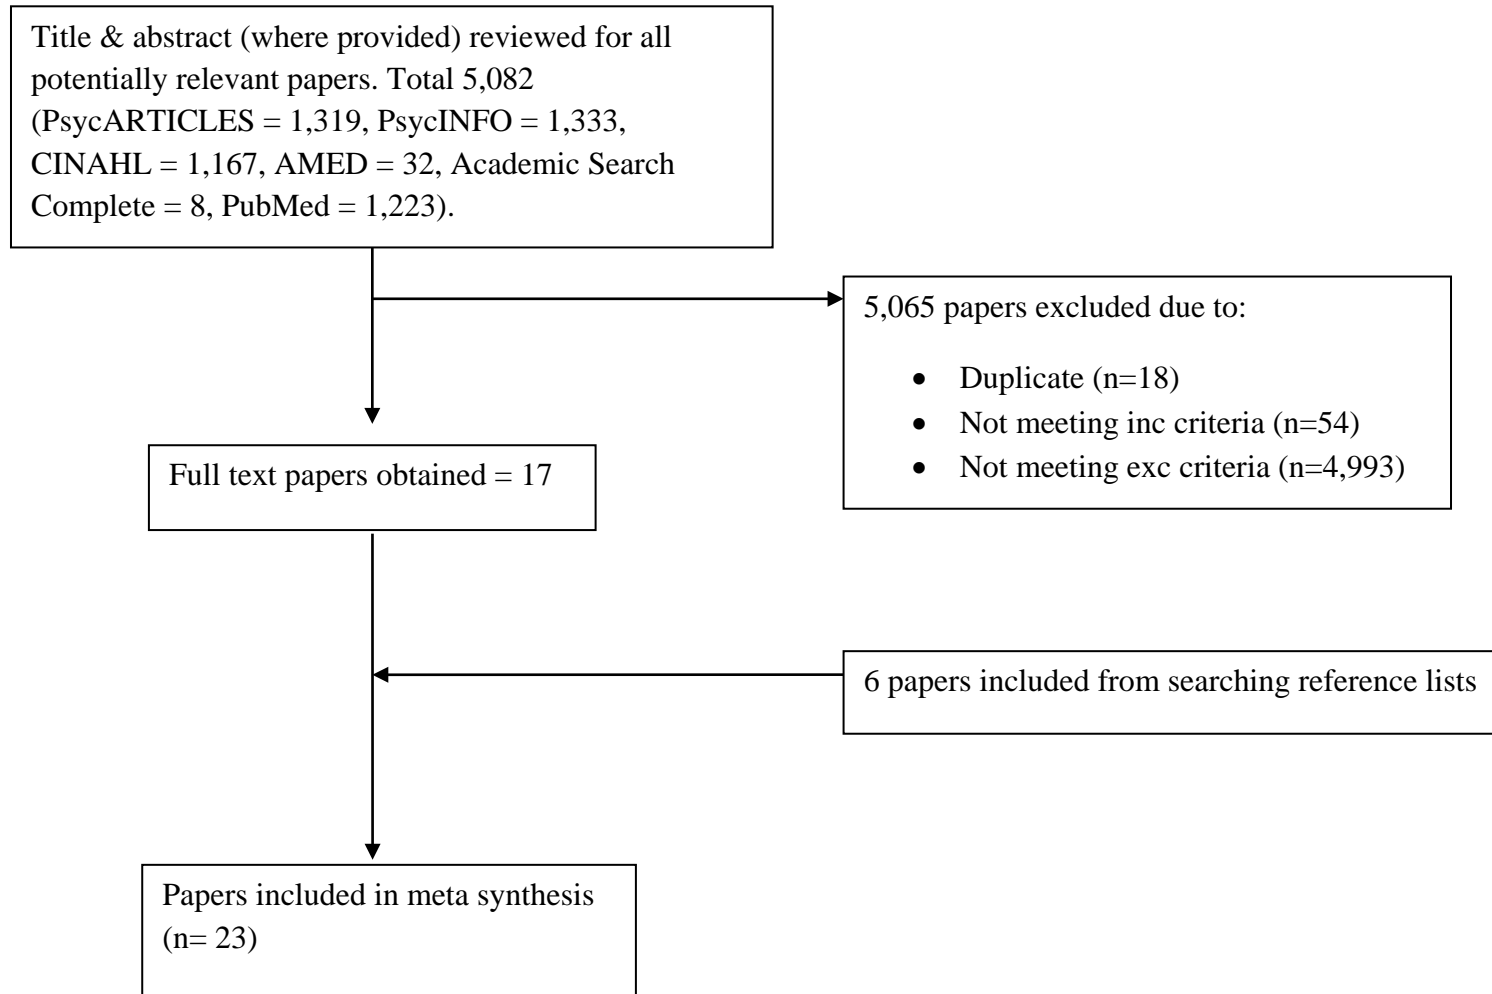 Title & abstract (where provided) reviewed for all
potentially relevant papers. Total 5,082
(PsycARTICLES = 1,319, PsycINFO = 1,333,
CINAHL = 1,167, AMED = 32, Academic Search
Complete = 8, PubMed = 1,223).
5,065 papers excluded due to:
• Duplicate (n=18)
• Not meeting inc criteria (n=54)
• Not meeting exc criteria (n=4,993)
Full text papers obtained = 17
6 papers included from searching reference lists
Papers included in meta synthesis
(n= 23)